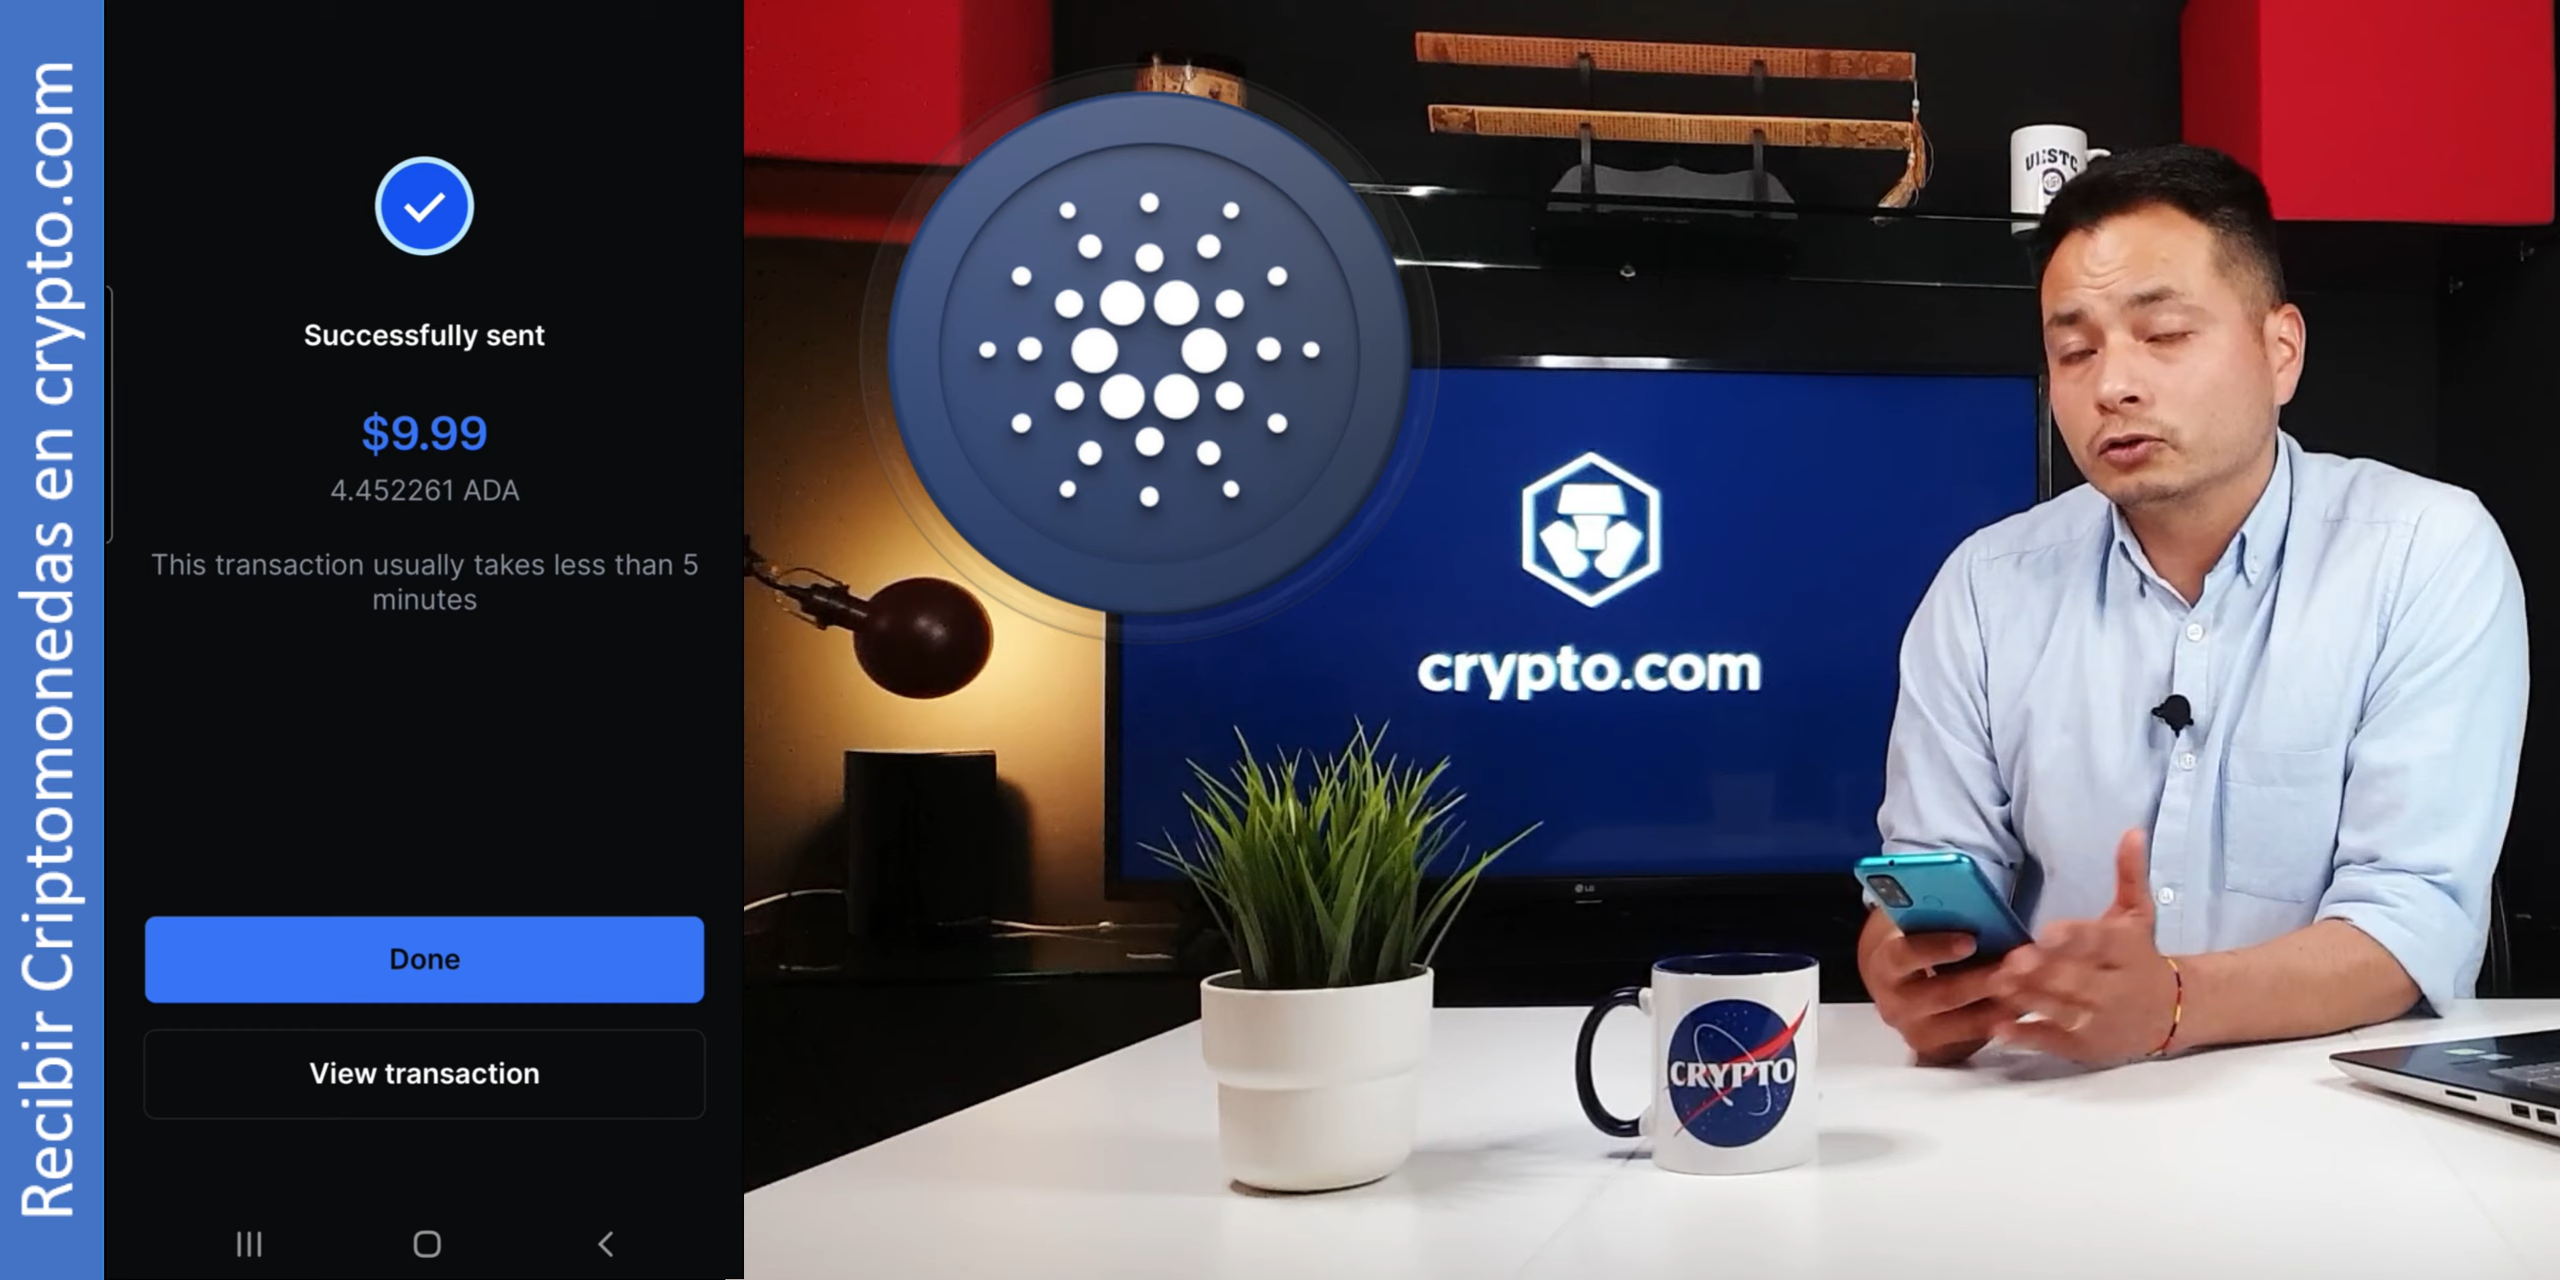 Recibir Criptomonedas en crypto.com
Successfully sent
$9.99
4.452261 ADA
This transaction usually takes less than 5
minutes
Done
View transaction
crypto.com
LG
CRYPTO